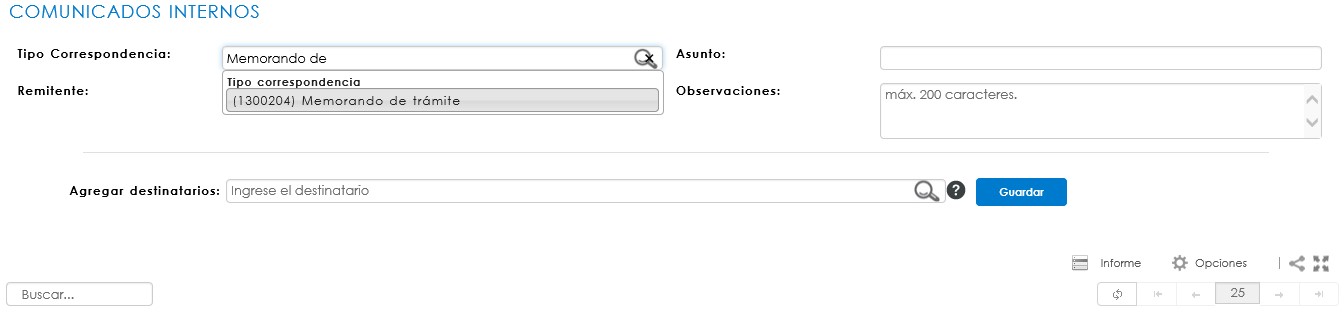 COMUNICADOS INTERNOS
Tipo Correspondencia: Memorando de x Asunto:
Tipo correspondencia
(1300204) Memorando de trámite
Remitente: Observaciones: máx. 200 caracteres.
Agregar destinatarios: Ingrese el destinatario ? Guardar
Informe Opciones |
Buscar... 25